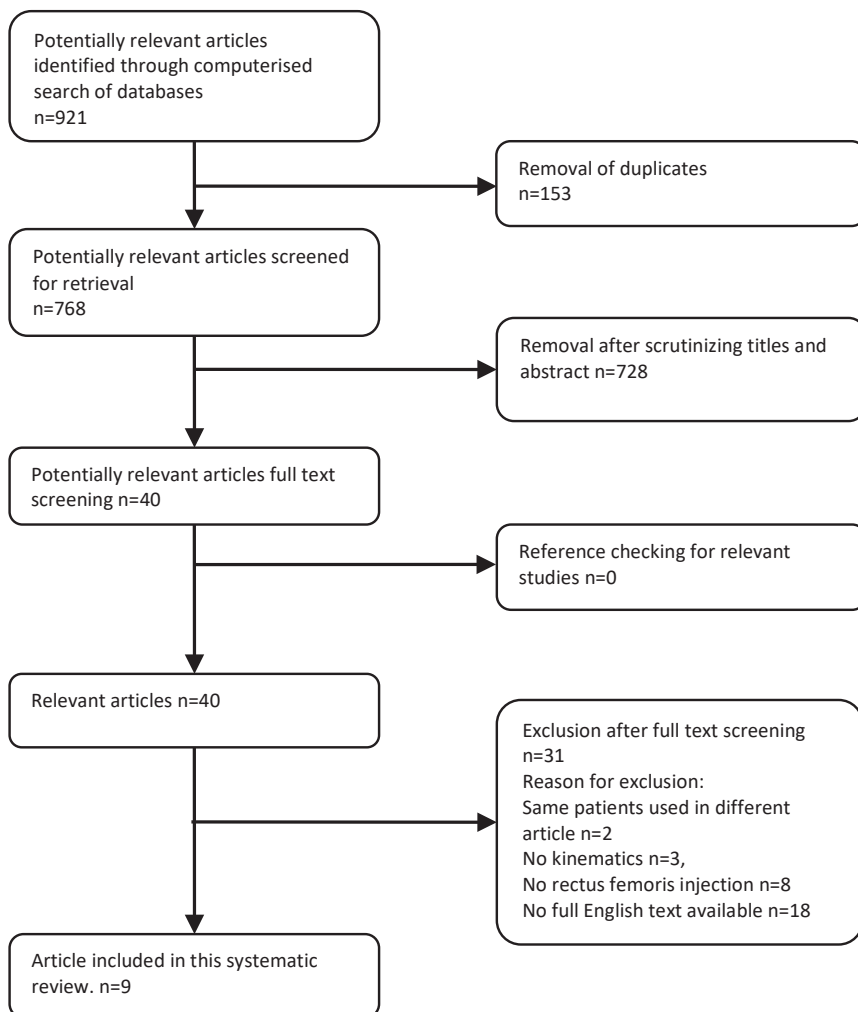 Potentially relevant articles
identified through computerised
search of databases
n=921
Removal of duplicates
n=153
Potentially relevant articles screened
for retrieval
n=768
Removal after scrutinizing titles and
abstract n=728
Potentially relevant articles full text
screening n=40
Reference checking for relevant
studies n=0
Relevant articles n=40
Exclusion after full text screening
n=31
Reason for exclusion:
Same patients used in different
article n=2
No kinematics n=3,
No rectus femoris injection n=8
No full English text available n=18
Article included in this systematic
review. n=9